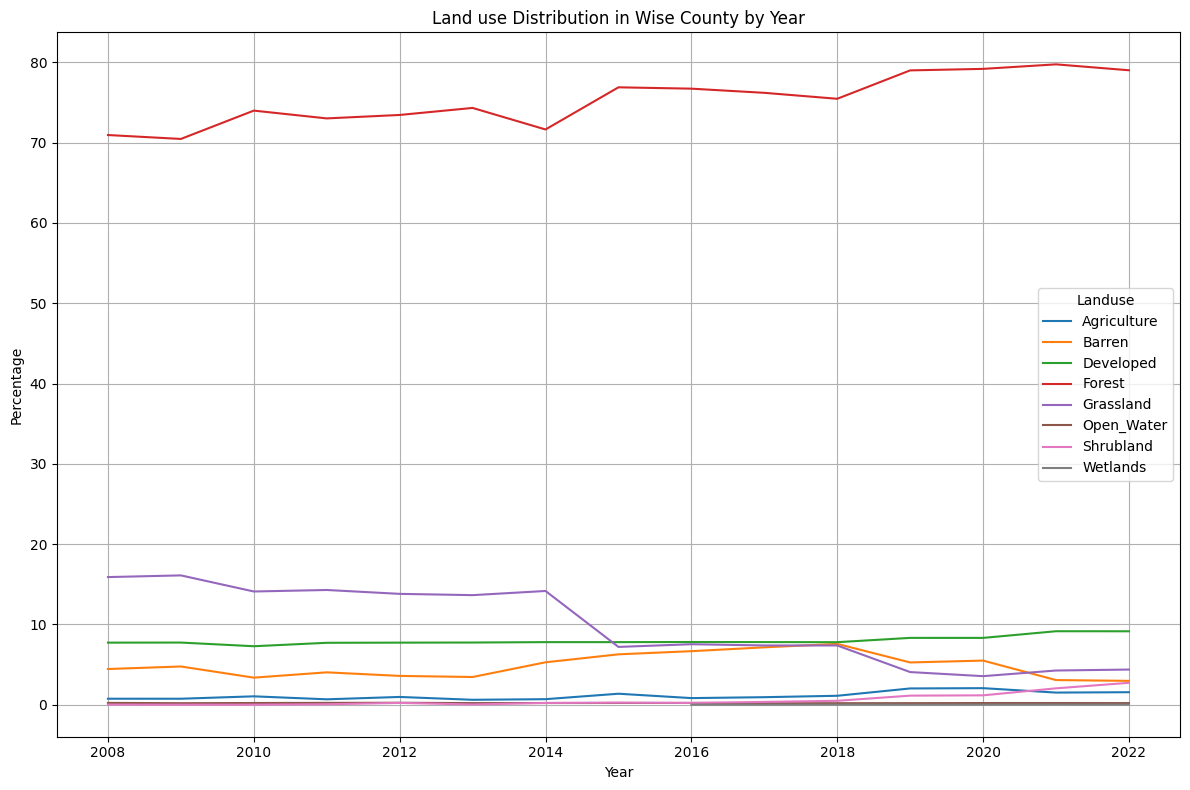 Land use Distribution in Wise County by Year
Percentage
80
70
60
50
40
30
20
10
0
Landuse
Agriculture
Barren
Developed
Forest
Grassland
Open_Water
Shrubland
Wetlands
2008 2010 2012 2014 2016 2018 2020 2022
Year